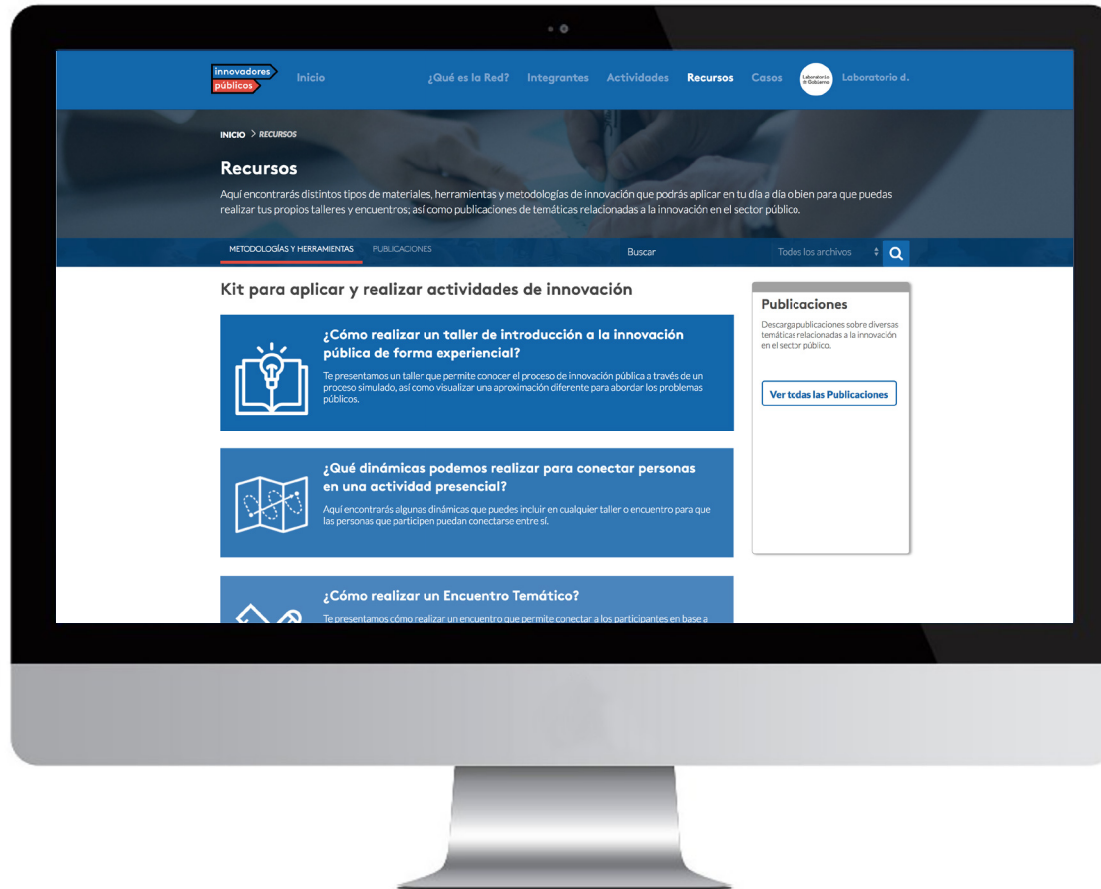 innovadores
públicos
Inicio
¿Qué es la Red?
Integrantes
Actividades
Recursos
Casos
Laboratorio
de Gobierno
Laboratorio d.
INICIO > RECURSOS
Recursos
Aquí encontrarás distintos tipos de materiales, herramientas y metodologías de innovación que podrás aplicar en tu día a día o bien para que puedas
realizar tus propios talleres y encuentros; así como publicaciones de temáticas relacionadas a la innovación en el sector público.
METODOLOGÍAS Y HERRAMIENTAS
PUBLICACIONES
Buscar
Todos los archivos
Kit para aplicar y realizar actividades de innovación
¿Cómo realizar un taller de introducción a la innovación
pública de forma experiencial?
Te presentamos un taller que permite conocer el proceso de innovación pública a través de un
proceso simulado, así como visualizar una aproximación diferente para abordar los problemas
públicos.
¿Qué dinámicas podemos realizar para conectar personas
en una actividad presencial?
Aquí encontrarás algunas dinámicas que puedes incluir en cualquier taller o encuentro para que
las personas que participen puedan conectarse entre sí.
¿Cómo realizar un Encuentro Temático?
Te presentamos cómo realizar un encuentro que permite conectar a los participantes en base a
Publicaciones
Descarga publicaciones sobre diversas
temáticas relacionadas a la innovación
en el sector público.
Ver todas las Publicaciones